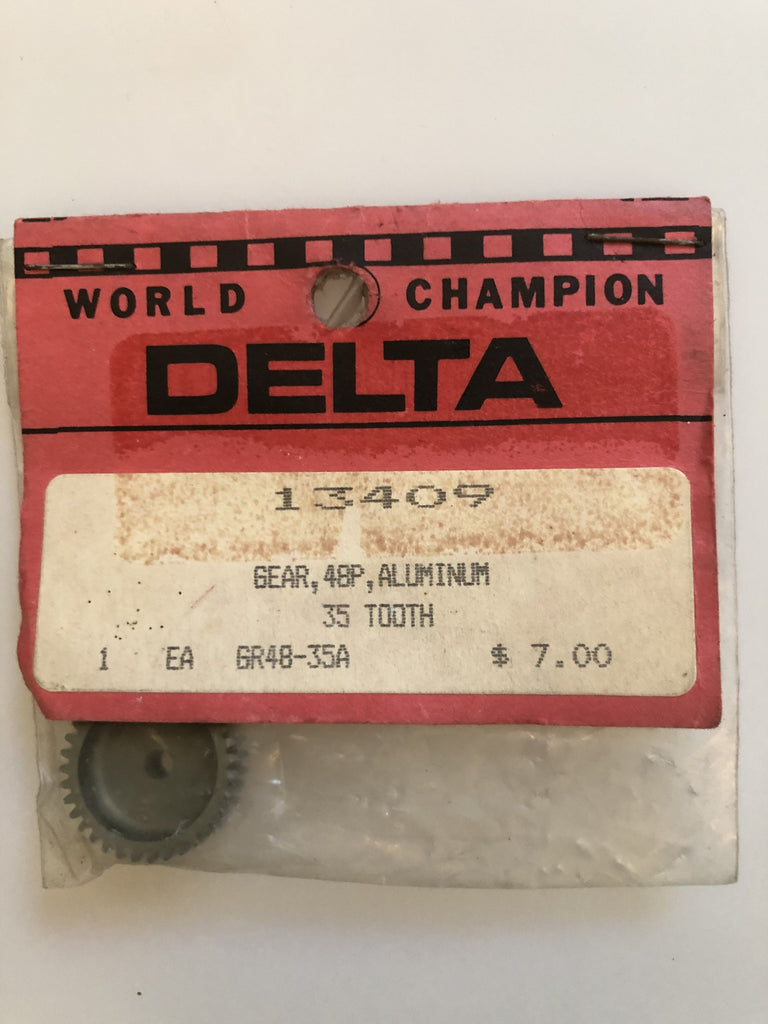 WORLD CHAMPION
DELTA
13409
GEAR,48P,ALUMINUM
35 TOOTH
1 EA GR48-35A $ 7.00